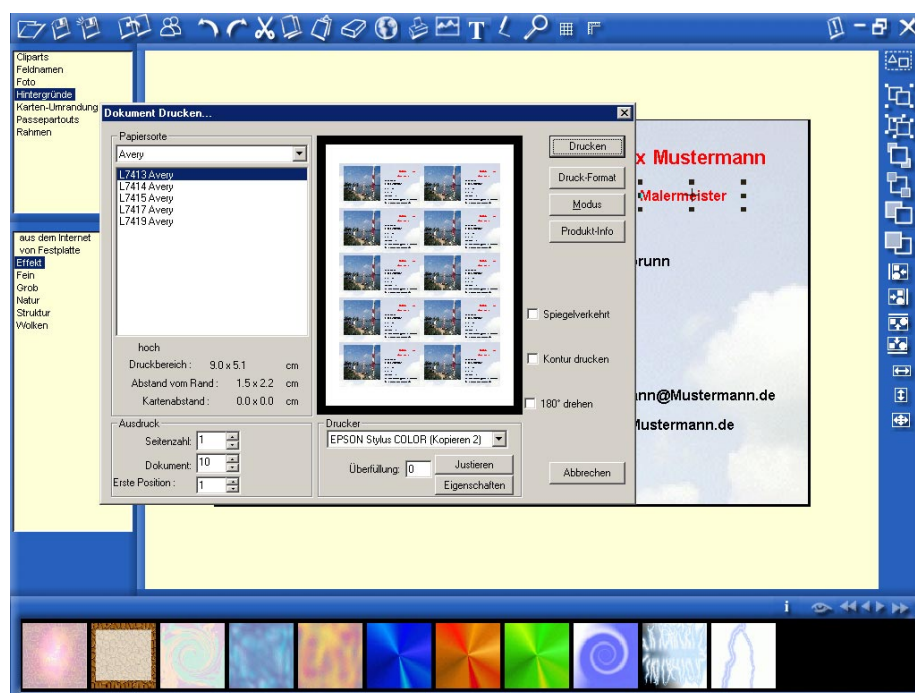 T
Cliparts
Feldnamen
Foto
Hintergründe
Karten-Umrandung
Passepartouts
Rahmen
aus dem Internet
von Festplatte
Effekt
Fein
Grob
Natur
Struktur
Wolken
Dokument Drucken...
Papiersorte
Avery
L7413 Avery
L7414 Avery
L7415 Avery
L7417 Avery
L7419 Avery
hoch
Druckbereich : 9.0 x 5.1 cm
Abstand vom Rand : 1.5 x 2.2 cm
Kartenabstand : 0.0 x 0.0 cm
Ausdruck
Seitenzahl: 1
Dokument: 10
Erste Position : 1
Drucker
EPSON Stylus COLOR (Kopieren 2)
Überfüllung: 0
Justieren
Eigenschaften
Drucken
Druck-Format
Modus
Produkt-Info
Spiegelverkehrt
Kontur drucken
180° drehen
Abbrechen
x Mustermann
Malermeister
runn
nn@Mustermann.de
Mustermann.de
i